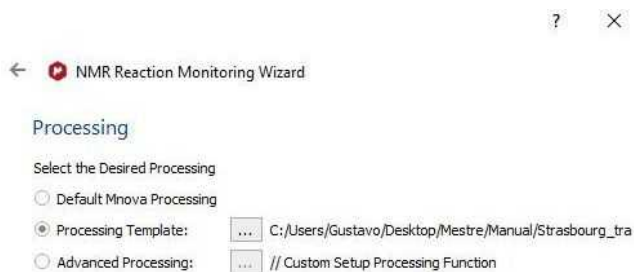 ?
NMR Reaction Monitoring Wizard
Processing
Select the Desired Processing
Default Mnova Processing
Processing Template: ... C:/Users/Gustavo/Desktop/Mestre/Manual/Strasbourg_tra
Advanced Processing: ... // Custom Setup Processing Function